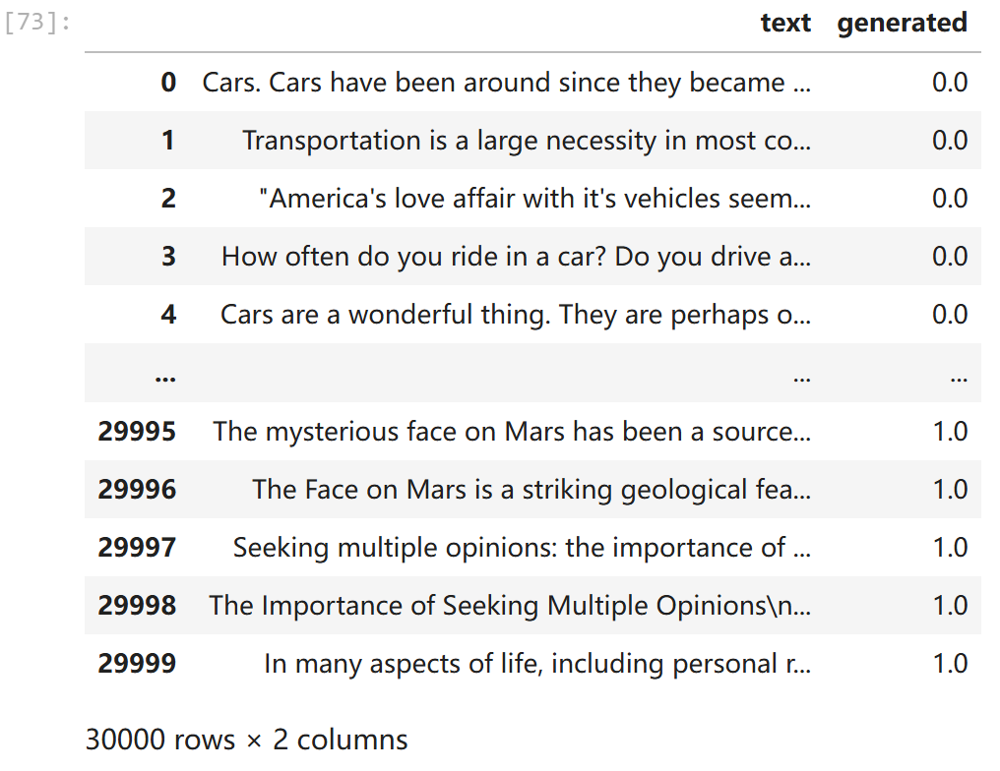 [73]: text generated
0 Cars. Cars have been around since they became ... 0.0
1 Transportation is a large necessity in most co... 0.0
2 "America's love affair with it's vehicles seem... 0.0
3 How often do you ride in a car? Do you drive a... 0.0
4 Cars are a wonderful thing. They are perhaps o... 0.0
... ... ...
29995 The mysterious face on Mars has been a source... 1.0
29996 The Face on Mars is a striking geological fea... 1.0
29997 Seeking multiple opinions: the importance of ... 1.0
29998 The Importance of Seeking Multiple Opinions\n... 1.0
29999 In many aspects of life, including personal r... 1.0
30000 rows × 2 columns